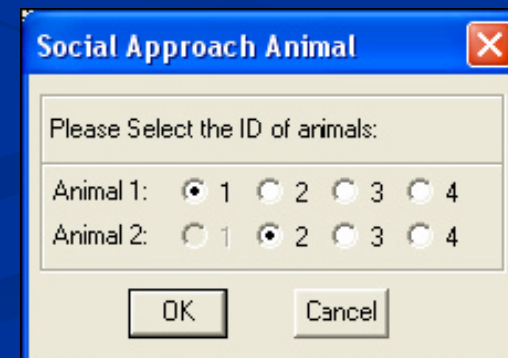 Social Approach Animal
Please Select the ID of animals:
Animal 1: 1 2 3 4
Animal 2: 1 2 3 4
OK Cancel